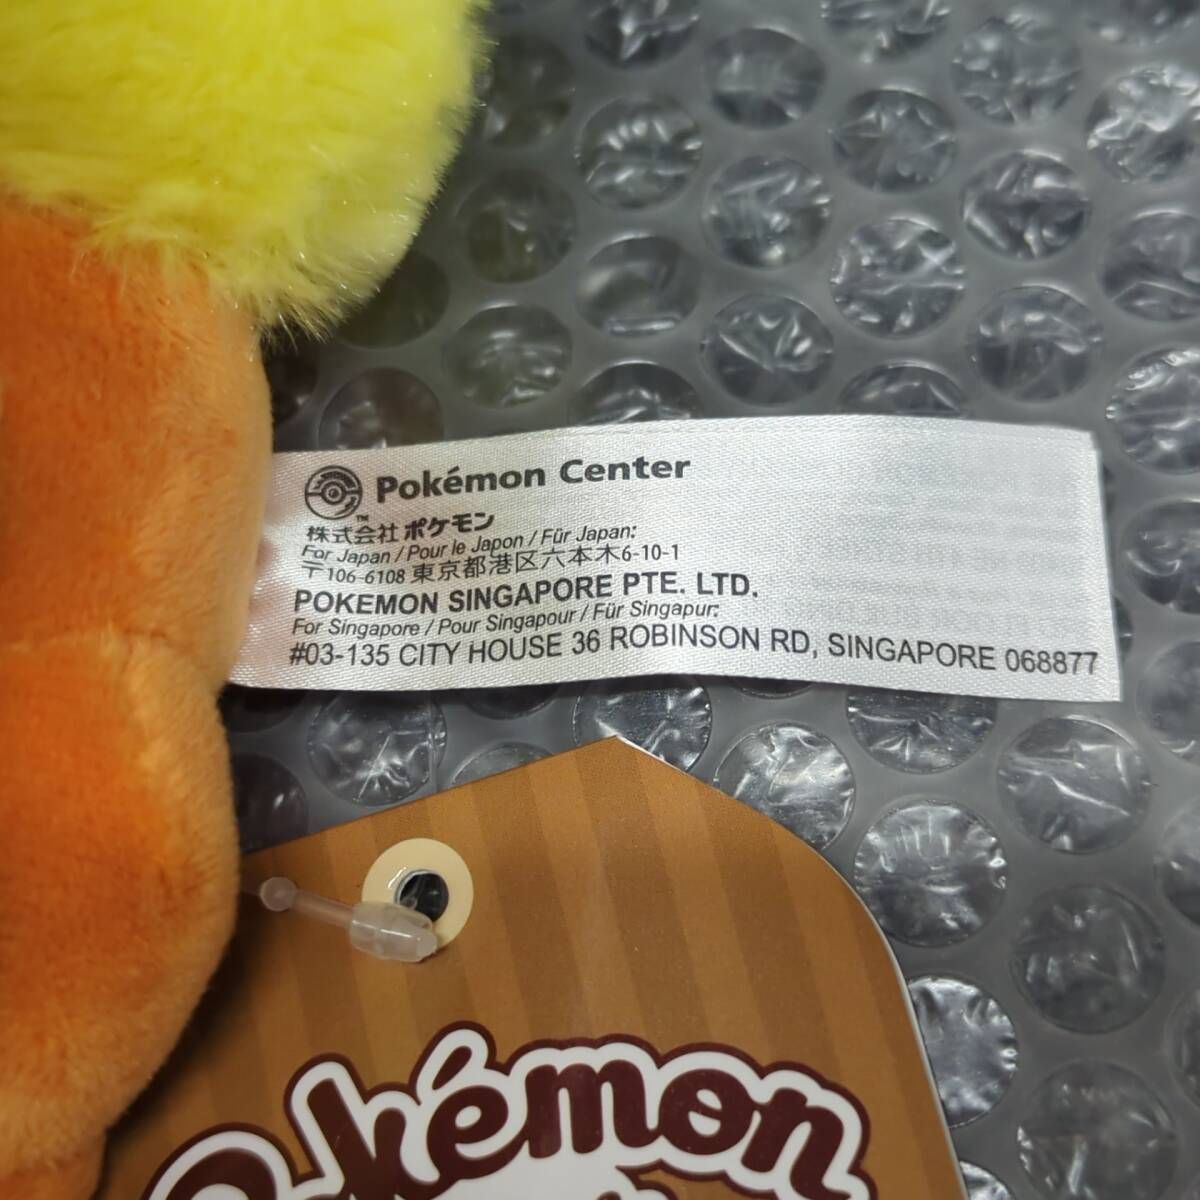 Pokémon Center
TM
株式会社 ポケモン
For Japan / Pour le Japon / Für Japan:
〒106-6108 東京都港区六本木6-10-1
POKEMON SINGAPORE PTE. LTD.
For Singapore / Pour Singapour / Für Singapur:
#03-135 CITY HOUSE 36 ROBINSON RD, SINGAPORE 068877
Pokémon